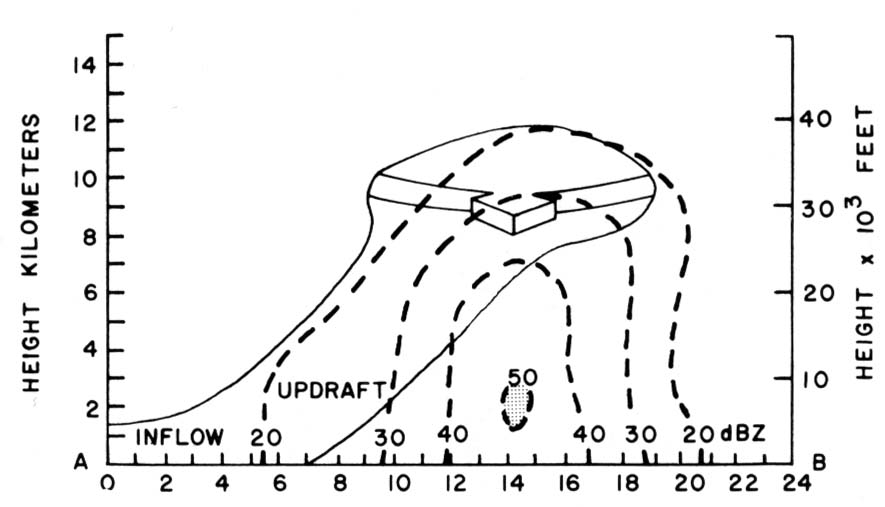 HEIGHT KILOMETERS
14
12
10
8
6
4
2
A
40
30
20
10
B
HEIGHT x 10³ FEET
50
UPDRAFT
INFLOW 20 30 40 40 30 20 dBZ
0 2 4 6 8 10 12 14 16 18 20 22 24